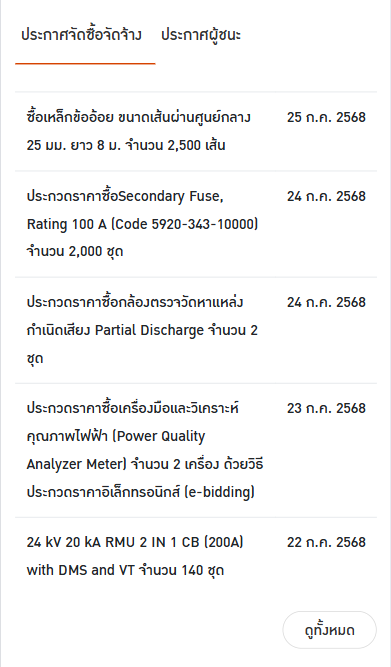 ประกาศจัดซื้อจัดจ้าง ประกาศผู้ชนะ
ซื้อเหล็กข้ออ้อย ขนาดเส้นผ่านศูนย์กลาง 25 ก.ค. 2568
25 มม. ยาว 8 ม. จำนวน 2,500 เส้น
ประกวดราคาซื้อSecondary Fuse, 24 ก.ค. 2568
Rating 100 A (Code 5920-343-10000)
จำนวน 2,000 ชุด
ประกวดราคาซื้อกล้องตรวจวัดหาแหล่ง 24 ก.ค. 2568
กำเนิดเสียง Partial Discharge จำนวน 2
ชุด
ประกวดราคาซื้อเครื่องมือและวิเคราะห์ 23 ก.ค. 2568
คุณภาพไฟฟ้า (Power Quality
Analyzer Meter) จำนวน 2 เครื่อง ด้วยวิธี
ประกวดราคาอิเล็กทรอนิกส์ (e-bidding)
24 kV 20 kA RMU 2 IN 1 CB (200A) 22 ก.ค. 2568
with DMS and VT จำนวน 140 ชุด
ดูทั้งหมด